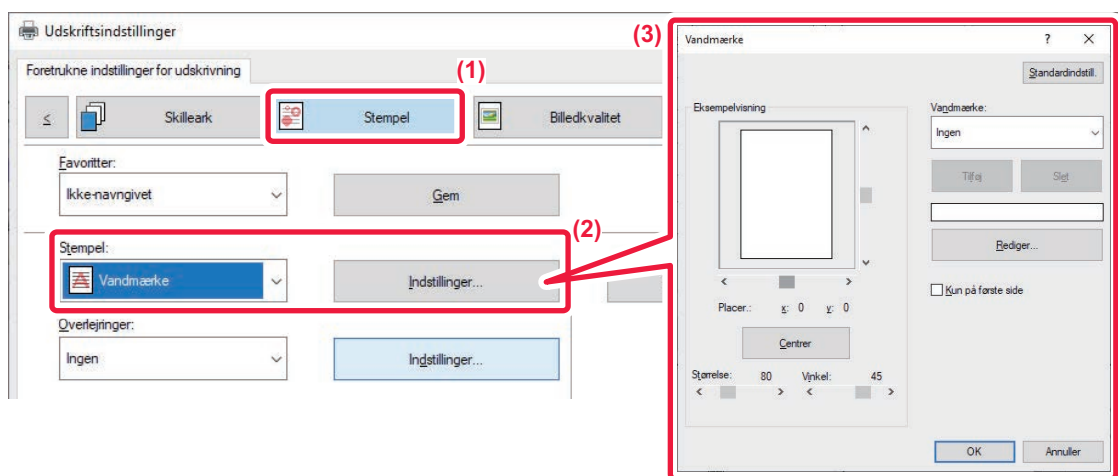 Udskriftsindstillinger
Foretrukne indstillinger for udskrivning
(1)
< Skilleark Stempel Billedkvalitet
Favoritter:
Ikke-navngivet Gem
(2)
Stempel:
Vandmærke Indstillinger...
Overlejringer:
Ingen Indstillinger...
(3)
Vandmærke ? X
Standardindstill.
Eksempelvisning Vandmærke:
Ingen
Tilføj Slet
Rediger...
Kun på første side
Placer.: x: 0 y: 0
Centrer
Størrelse: 80 Vinkel: 45
OK Annuller